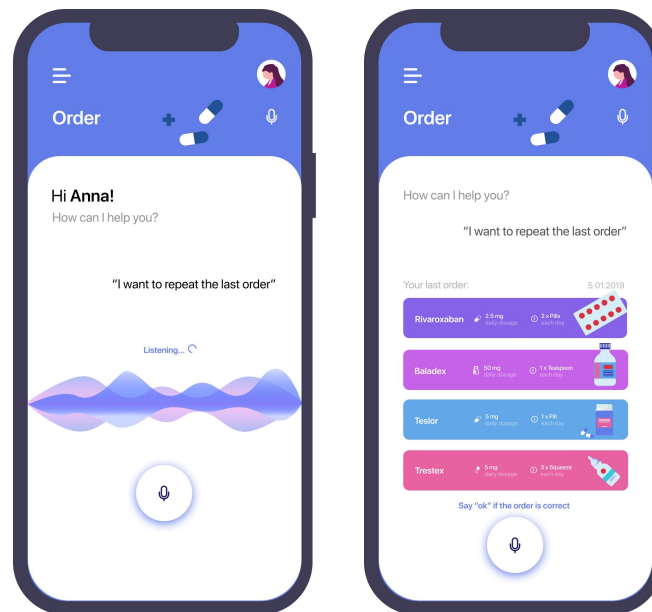 Order
Hi Anna!
How can I help you?
“I want to repeat the last order”
Listening...
Order
How can I help you?
“I want to repeat the last order”
Your last order: 5.01.2019
Rivaroxaban 2.5 mg daily dosage 2 x Pills each day
Baladex 50 mg daily dosage 1 x Teaspoon each day
Teslor 5 mg daily dosage 1 x Pill each day
Trestex 5 mg daily dosage 3 x Squeeze each day
Say “ok” if the order is correct